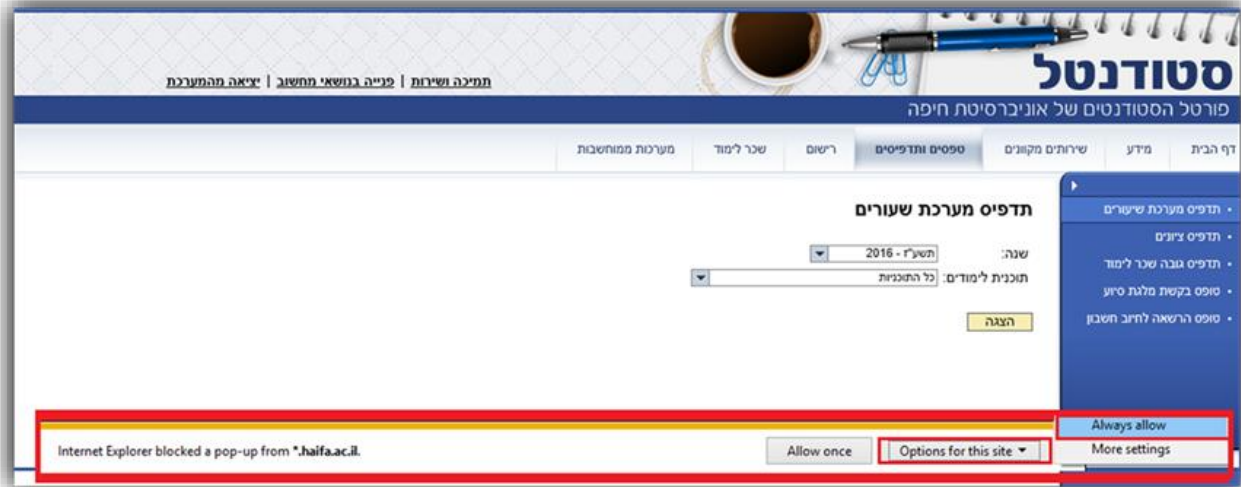 סטודנטל
פורטל הסטודנטים של אוניברסיטת חיפה
תמיכה ושירות | פנייה בנושאי מחשוב | יציאה מהמערכת
דף הבית מידע שירותים מקוונים טפסים ותדפיסים רישום שכר לימוד מערכות ממוחשבות
תדפיס מערכת שיעורים
תדפיס ציונים
תדפיס גובה שכר לימוד
טופס בקשת מלגת סיוע
טופס הרשאה לחיוב חשבון
תדפיס מערכת שעורים
שנה: תשע"ז - 2016
תוכנית לימודים: כל התוכניות
הצגה
Internet Explorer blocked a pop-up from *.haifa.ac.il.
Allow once
Options for this site
Always allow
More settings